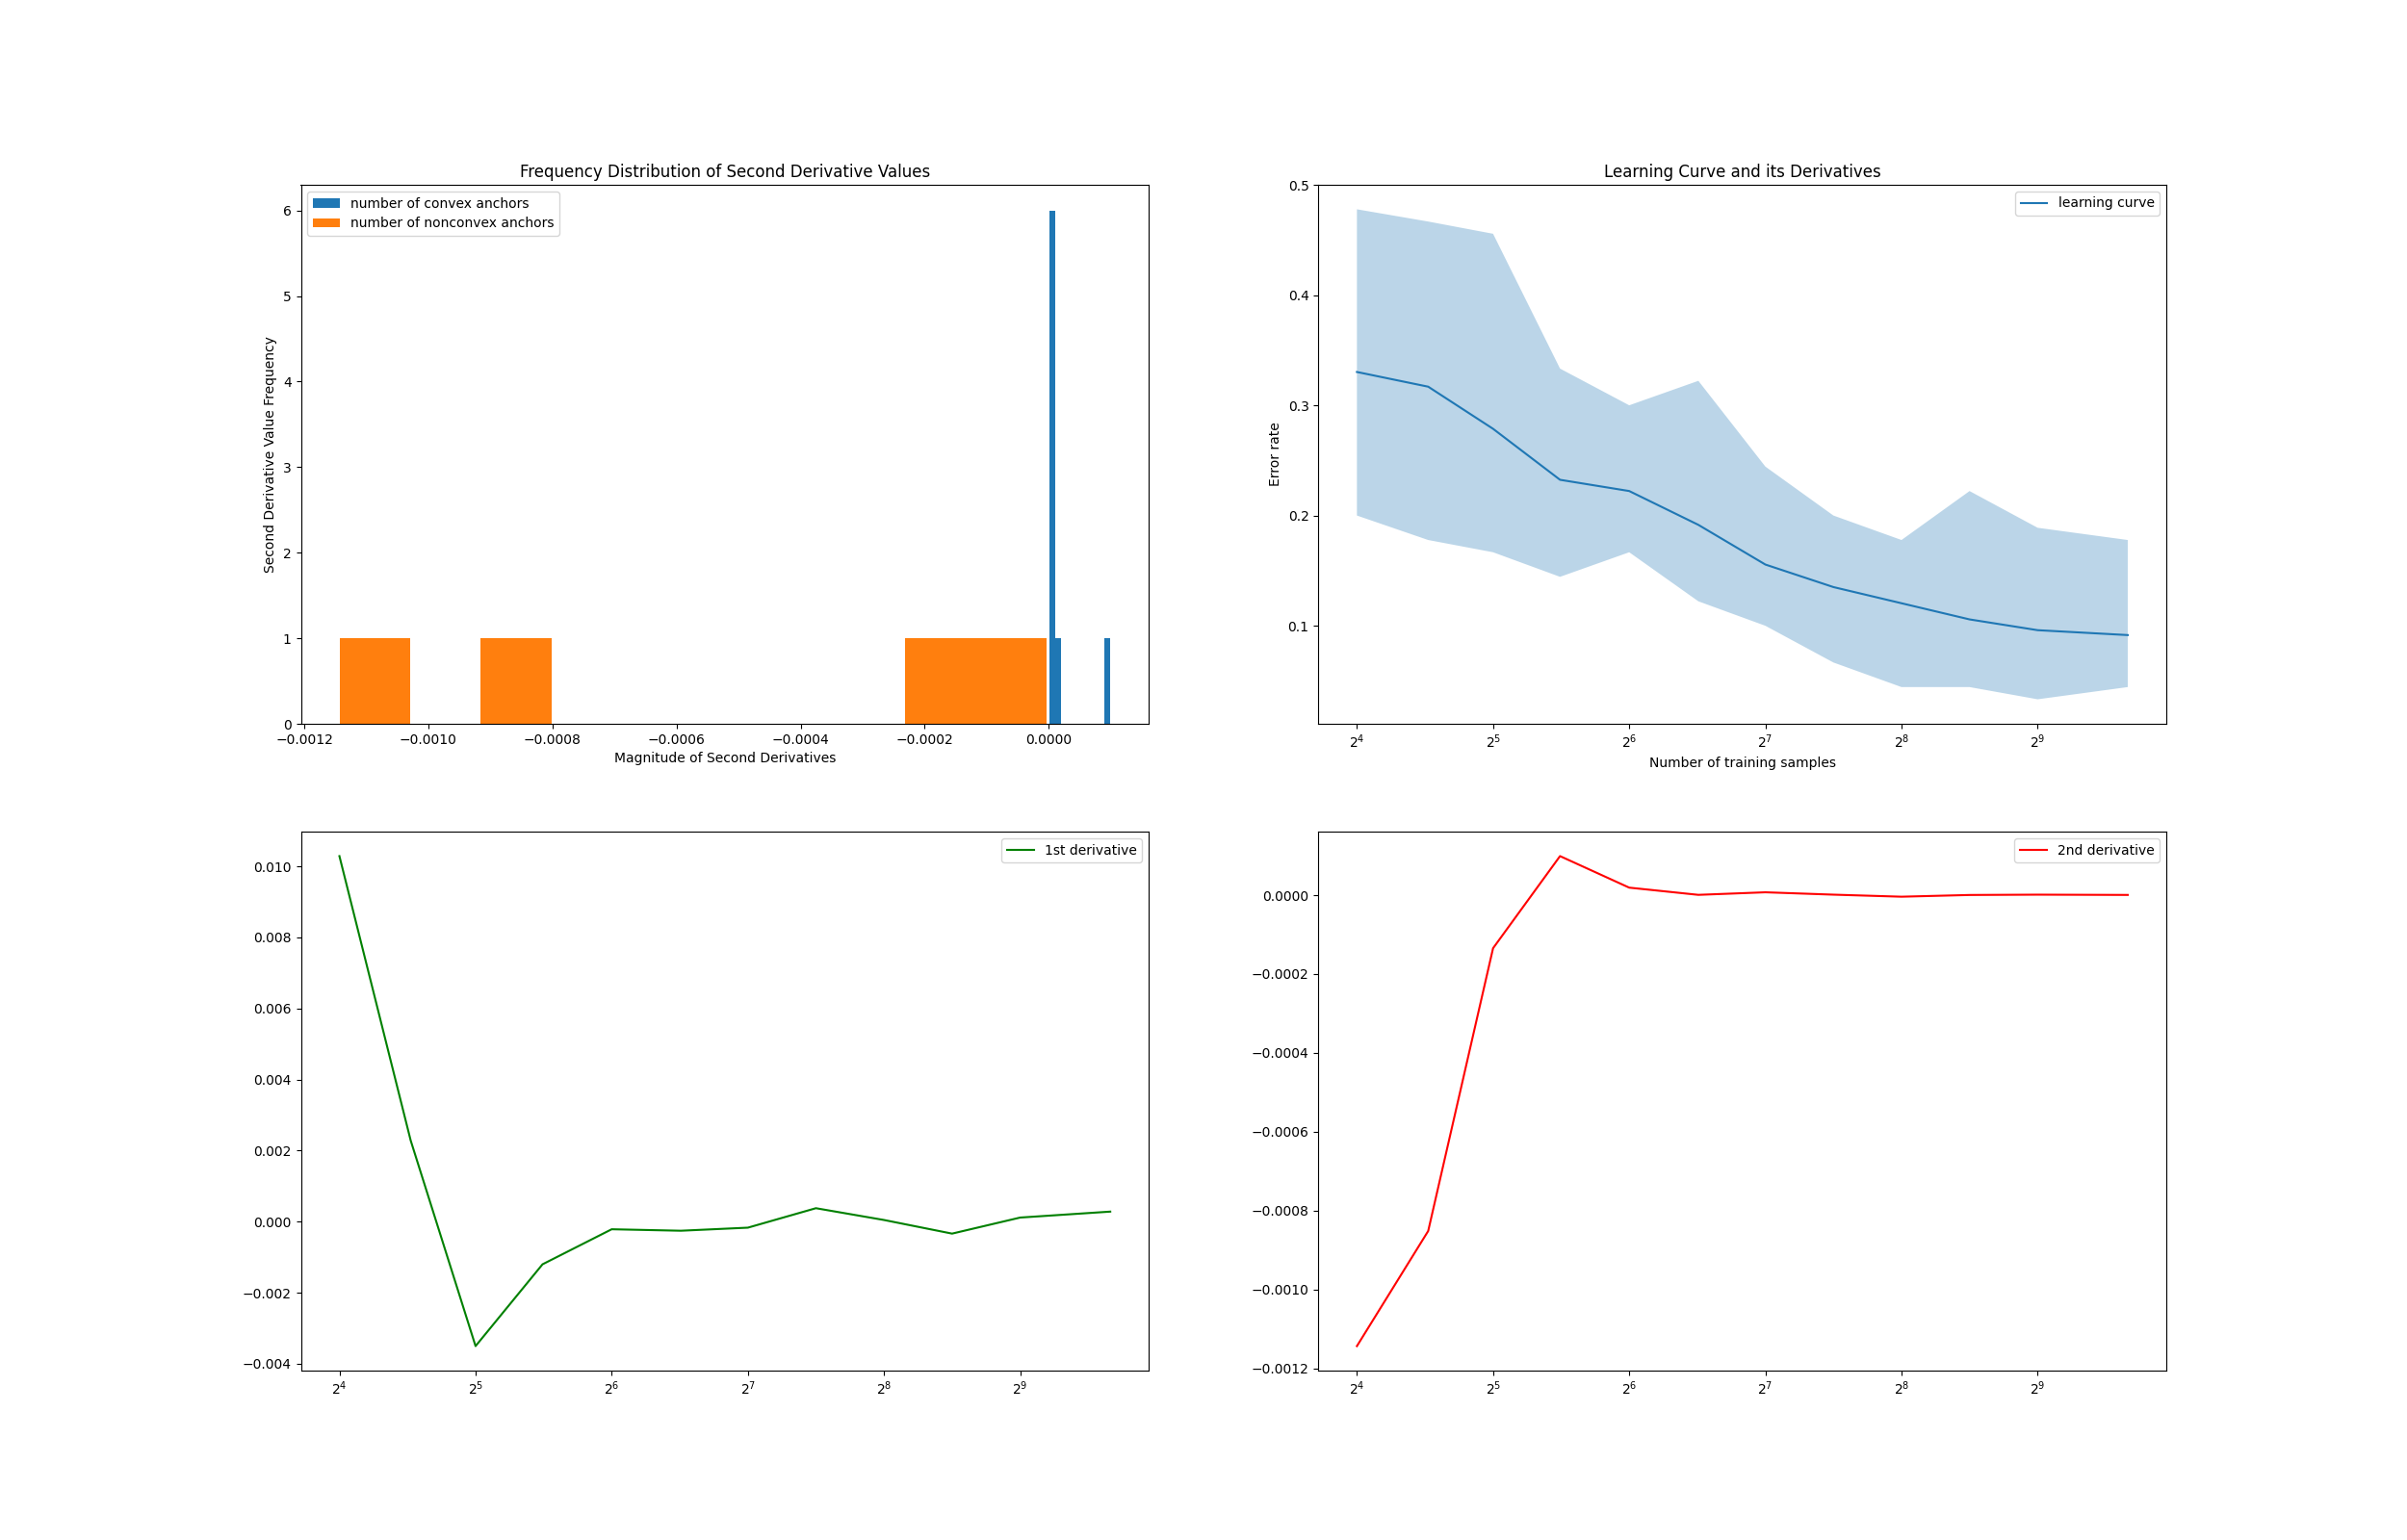 Frequency Distribution of Second Derivative Values
number of convex anchors
number of nonconvex anchors
Second Derivative Value Frequency
6
5
4
3
2
1
0
−0.0012 −0.0010 −0.0008 −0.0006 −0.0004 −0.0002 0.0000
Magnitude of Second Derivatives
Learning Curve and its Derivatives
learning curve
Error rate
0.5
0.4
0.3
0.2
0.1
2⁴ 2⁵ 2⁶ 2⁷ 2⁸ 2⁹
Number of training samples
1st derivative
0.010
0.008
0.006
0.004
0.002
0.000
−0.002
−0.004
2⁴ 2⁵ 2⁶ 2⁷ 2⁸ 2⁹
2nd derivative
0.0000
−0.0002
−0.0004
−0.0006
−0.0008
−0.0010
−0.0012
2⁴ 2⁵ 2⁶ 2⁷ 2⁸ 2⁹